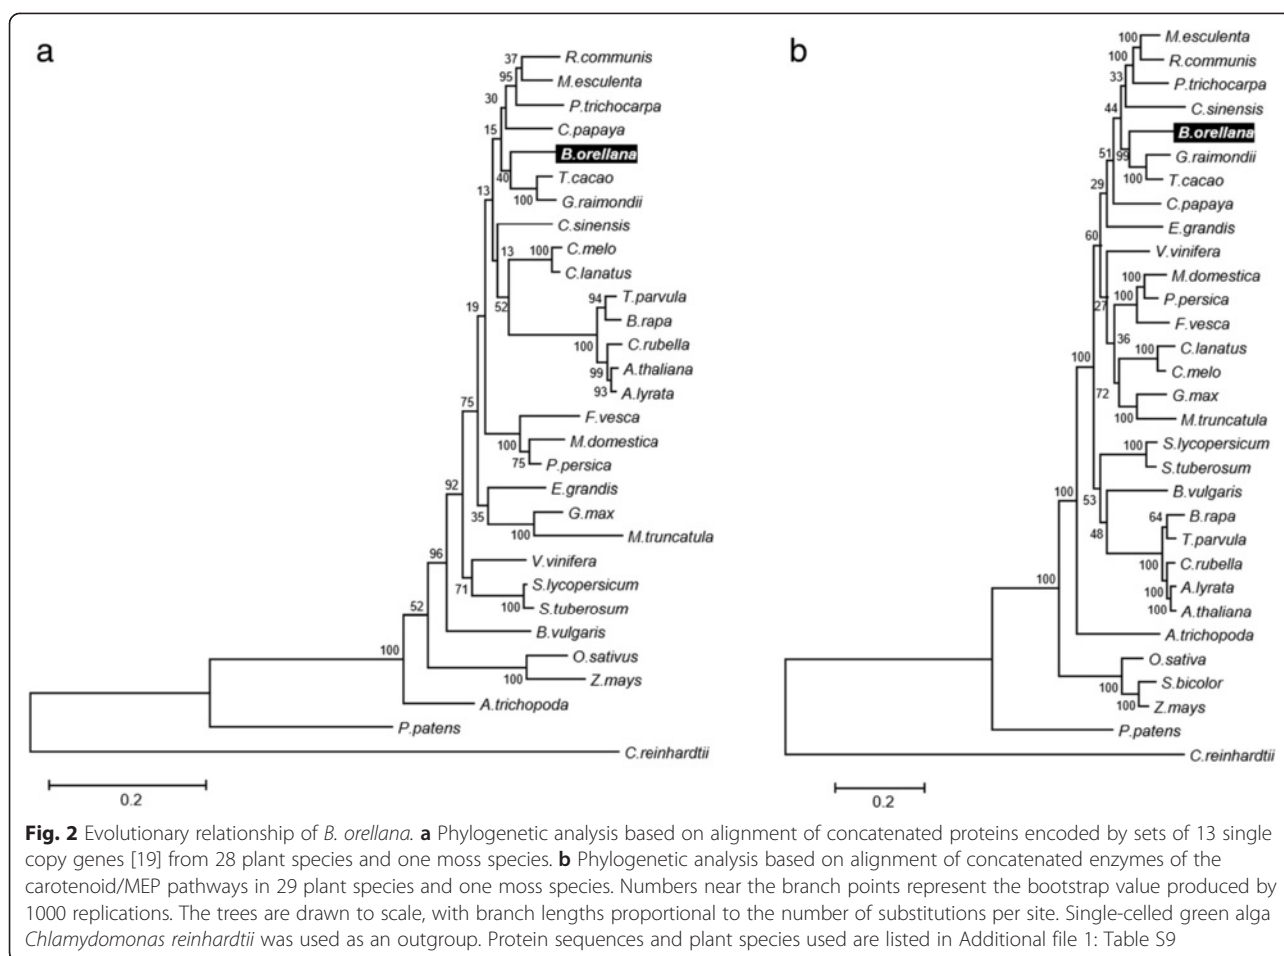 a
37
R.communis
95
M.esculenta
30
P.trichocarpa
15
C.papaya
B.orellana
40
T.cacao
13
100
G.raimondii
C.sinensis
13
100
C.melo
C.lanatus
52
94
T.parvula
B.rapa
19
100
C.rubella
99
A.thaliana
93
A.lyrata
75
F.vesca
100
M.domestica
75
P.persica
92
E.grandis
35
G.max
100
M.truncatula
96
V.vinifera
71
S.lycopersicum
52
100
S.tuberosum
B.vulgaris
100
O.sativus
100
Z.mays
A.trichopoda
P.patens
C.reinhardtii
0.2
b
100
M.esculenta
100
R.communis
33
P.trichocarpa
44
C.sinensis
B.orellana
51
99
G.raimondii
29
100
T.cacao
C.papaya
60
E.grandis
V.vinifera
100
M.domestica
27
100
P.persica
F.vesca
36
100
C.lanatus
100
C.melo
72
G.max
100
M.truncatula
100
S.lycopersicum
S.tuberosum
100
53
B.vulgaris
48
64
B.rapa
T.parvula
100
C.rubella
100
A.lyrata
100
100
A.thaliana
A.trichopoda
O.sativa
100
S.bicolor
100
Z.mays
P.patens
C.reinhardtii
0.2
Fig. 2 Evolutionary relationship of B. orellana. a Phylogenetic analysis based on alignment of concatenated proteins encoded by sets of 13 single
copy genes [19] from 28 plant species and one moss species. b Phylogenetic analysis based on alignment of concatenated enzymes of the
carotenoid/MEP pathways in 29 plant species and one moss species. Numbers near the branch points represent the bootstrap value produced by
1000 replications. The trees are drawn to scale, with branch lengths proportional to the number of substitutions per site. Single-celled green alga
Chlamydomonas reinhardtii was used as an outgroup. Protein sequences and plant species used are listed in Additional file 1: Table S9